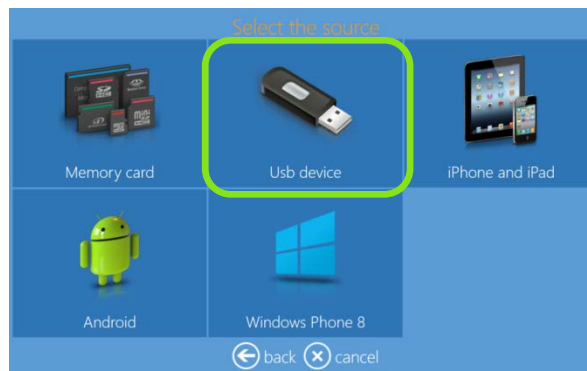 Select the source
Memory card
Usb device
iPhone and iPad
Android
Windows Phone 8
back
cancel